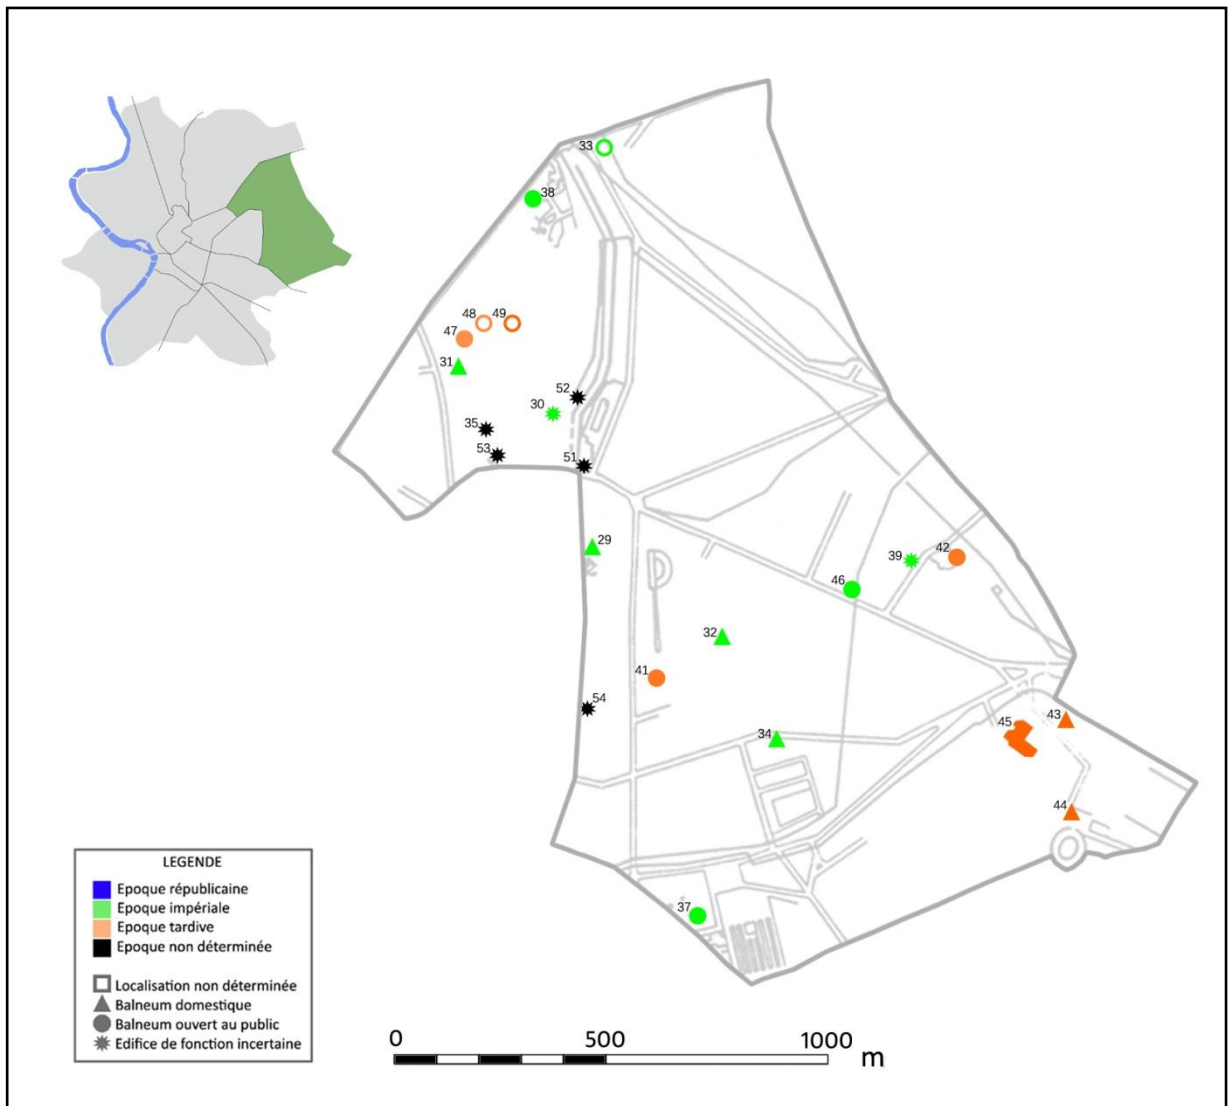 33
38
48
49
47
31
52
30
35
53
51
29
39
42
46
32
41
54
34
45
43
44
37
LEGENDE
Epoque républicaine
Epoque impériale
Epoque tardive
Epoque non déterminée
Localisation non déterminée
Balneum domestique
Balneum ouvert au public
Edifice de fonction incertaine
0 500 1000
m